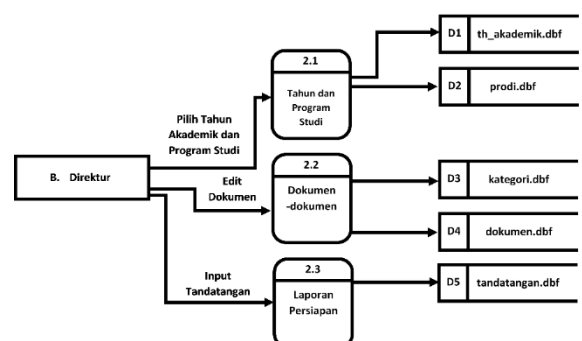 D1 th_akademik.dbf
2.1
Tahun dan
Program
Studi
D2 prodi.dbf
Pilih Tahun
Akademik dan
Program Studi
B. Direktur
Edit
Dokumen
2.2
Dokumen
-dokumen
D3 kategori.dbf
D4 dokumen.dbf
Input
Tandatangan
2.3
Laporan
Persiapan
D5 tandatangan.dbf